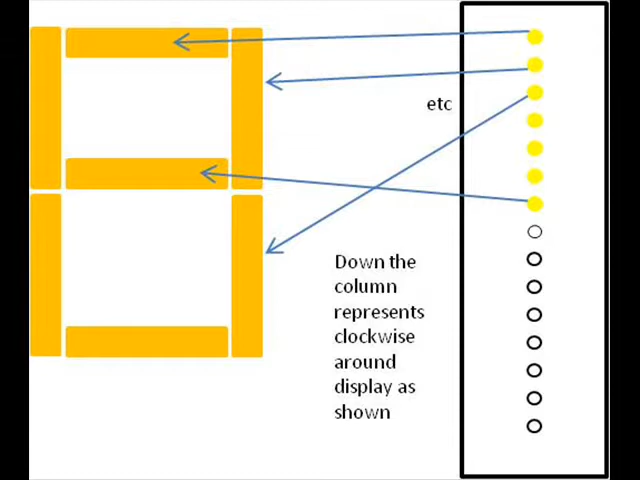 etc
Down the
column
represents
clockwise
around
display as
shown